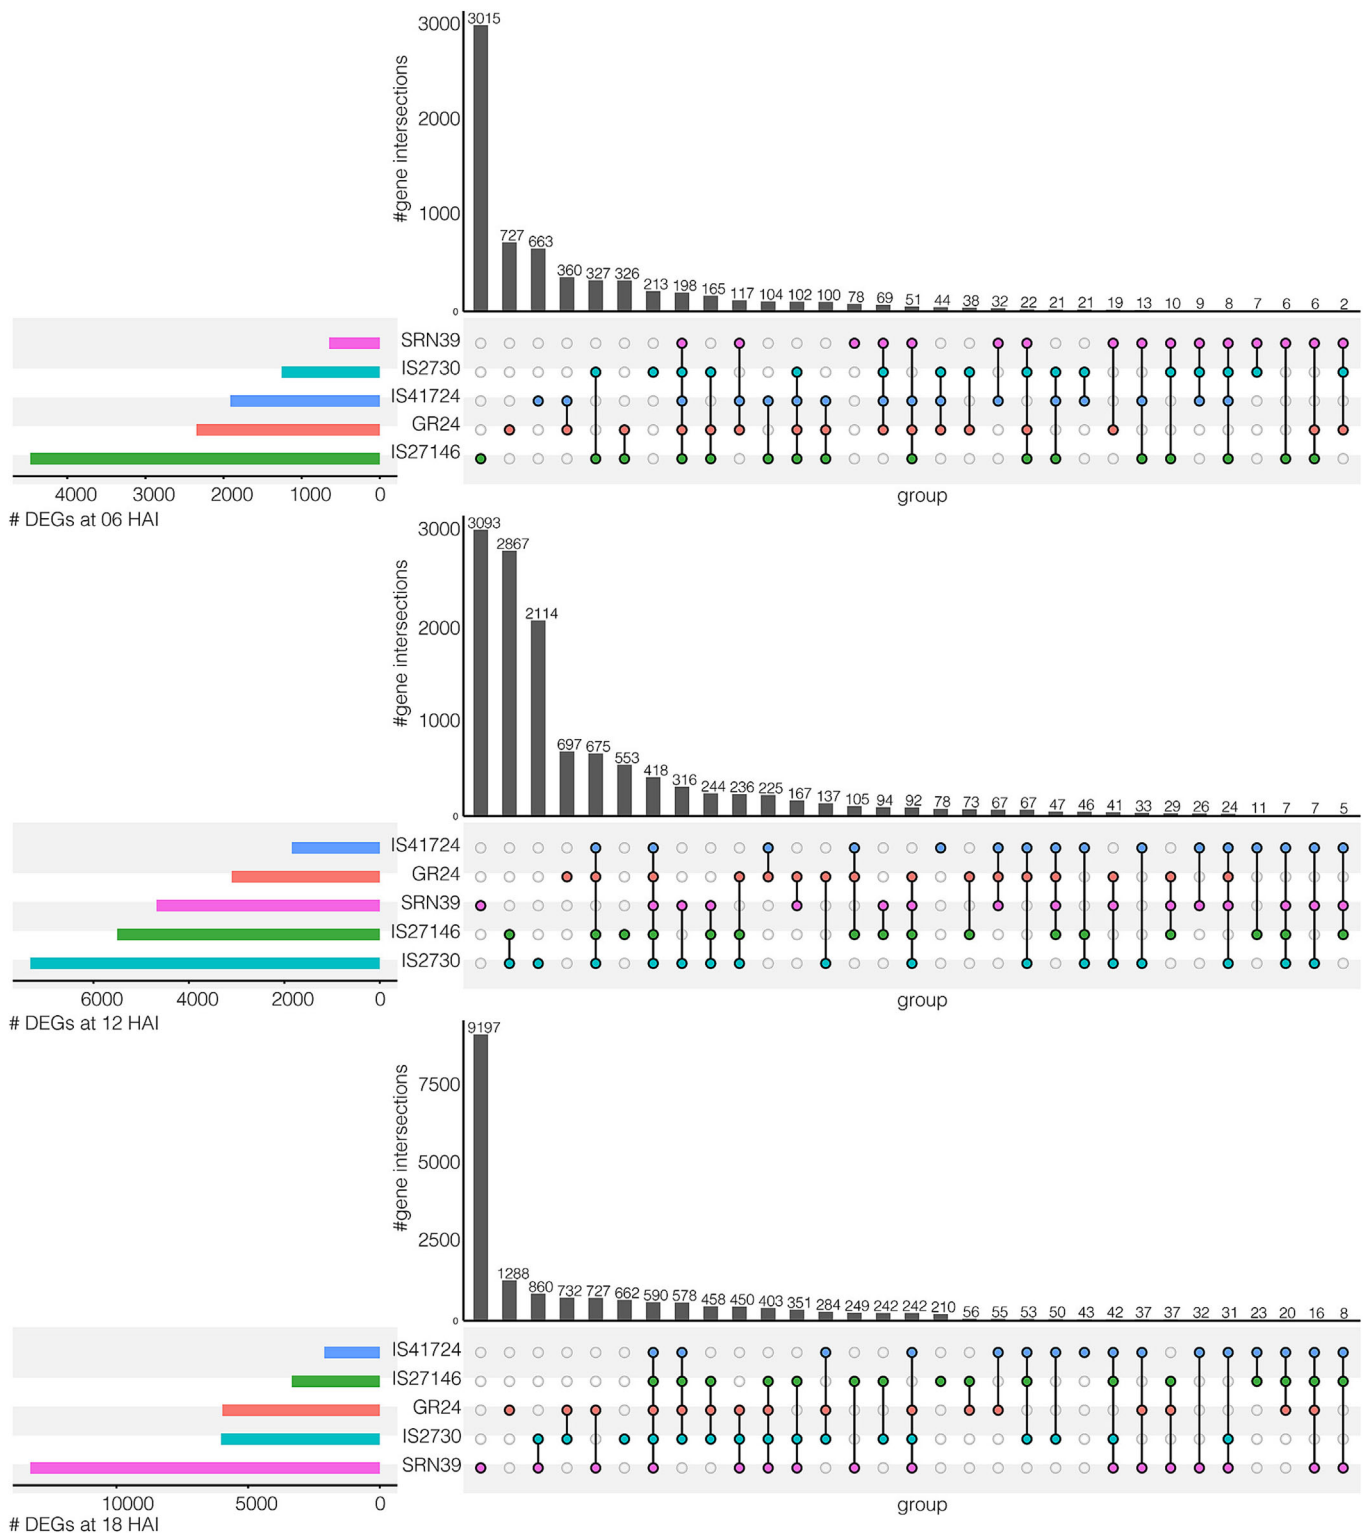 3000
2000
1000
0
#gene intersections
3015 727 663 360 327 326 213 198 165 117 104 102 100 78 69 51 44 38 32 22 21 21 19 13 10 9 8 7 6 6 2
SRN39
IS2730
IS41724
GR24
IS27146
4000 3000 2000 1000 0
# DEGs at 06 HAI
group
3000
2000
1000
0
#gene intersections
3093 2867 2114 697 675 553 418 316 244 236 225 167 137 105 94 92 78 73 67 67 47 46 41 33 29 26 24 11 7 7 5
IS41724
GR24
SRN39
IS27146
IS2730
6000 4000 2000 0
# DEGs at 12 HAI
group
7500
5000
2500
0
#gene intersections
9197 1288 860 732 727 662 590 578 458 450 403 351 284 249 242 242 210 56 55 53 50 43 42 37 37 32 31 23 20 16 8
IS41724
IS27146
GR24
IS2730
SRN39
10000 5000 0
# DEGs at 18 HAI
group